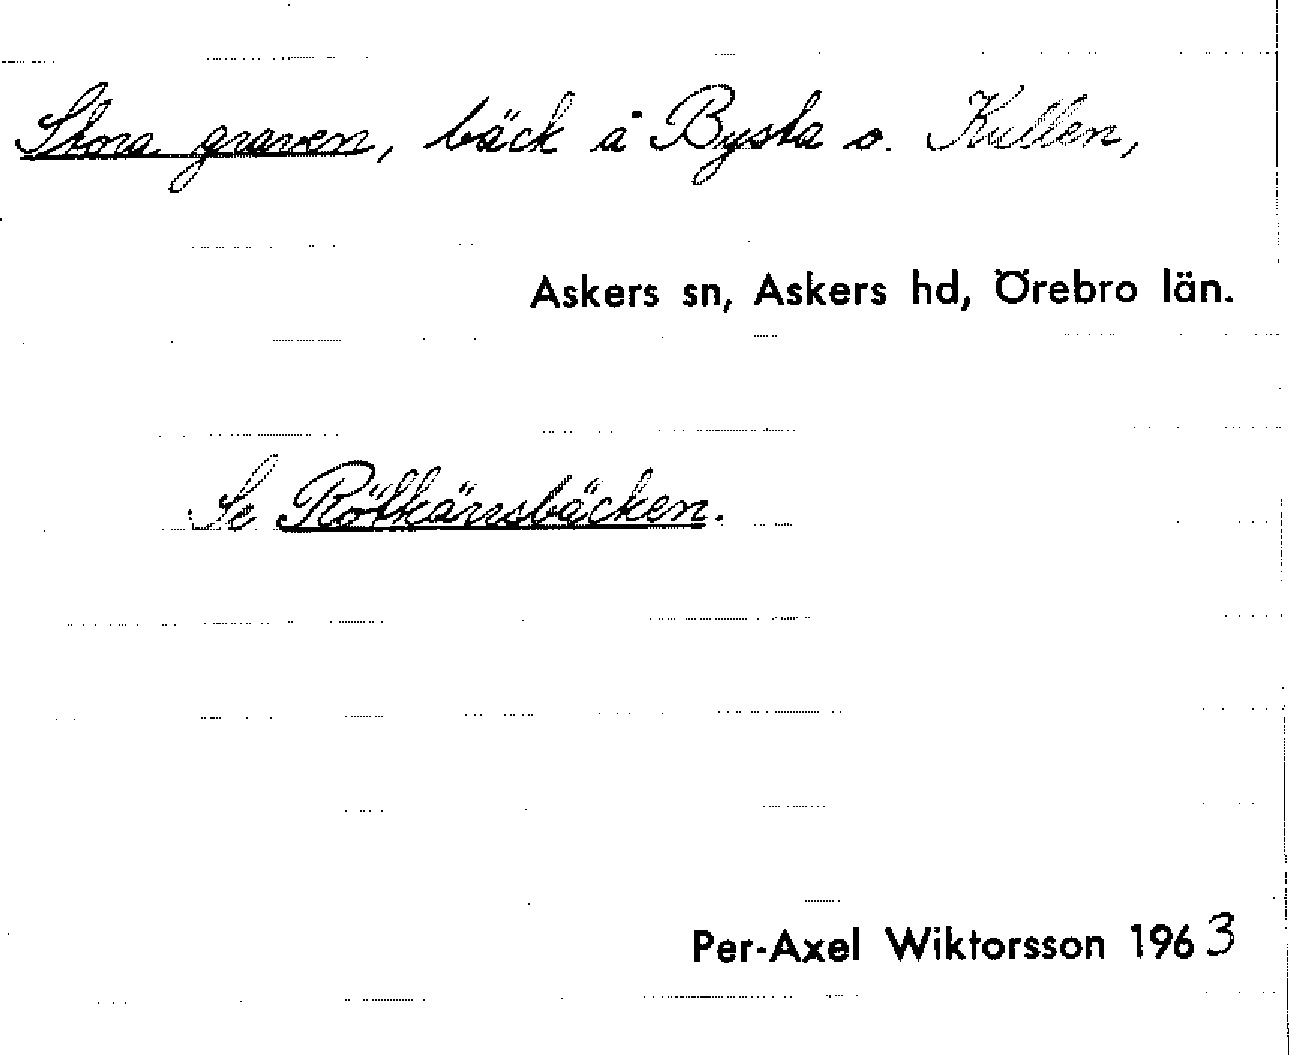 Stora graven, bäck å Bysta o. Kullen,
Askers sn, Askers hd, Örebro län.
Se Rötkärrsbäcken.
Per-Axel Wiktorsson 1963